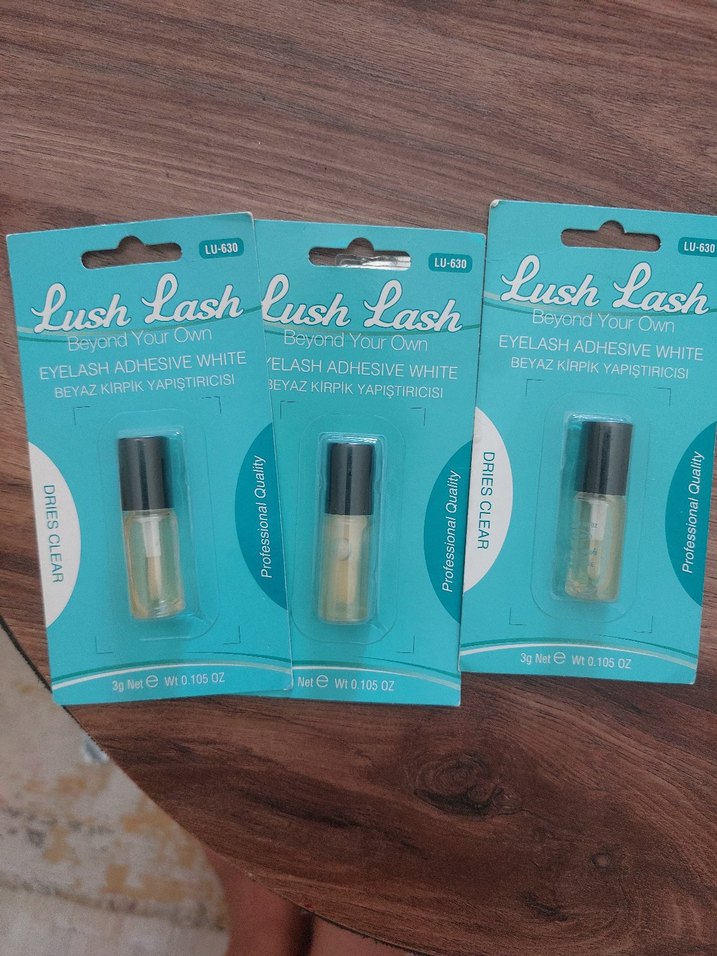 LU-630
Lush Lash
Beyond Your Own
EYELASH ADHESIVE WHITE
BEYAZ KİRPİK YAPIŞTIRICISI
DRIES CLEAR
Professional Quality
3g Net e Wt 0.105 OZ
LU-630
Lush Lash
Beyond Your Own
YELASH ADHESIVE WHITE
BEYAZ KİRPİK YAPIŞTIRICISI
Professional Quality
Net e Wt 0.105 OZ
LU-630
Lush Lash
Beyond Your Own
EYELASH ADHESIVE WHITE
BEYAZ KİRPİK YAPIŞTIRICISI
DRIES CLEAR
Professional Quality
3g Net e Wt 0.105 OZ